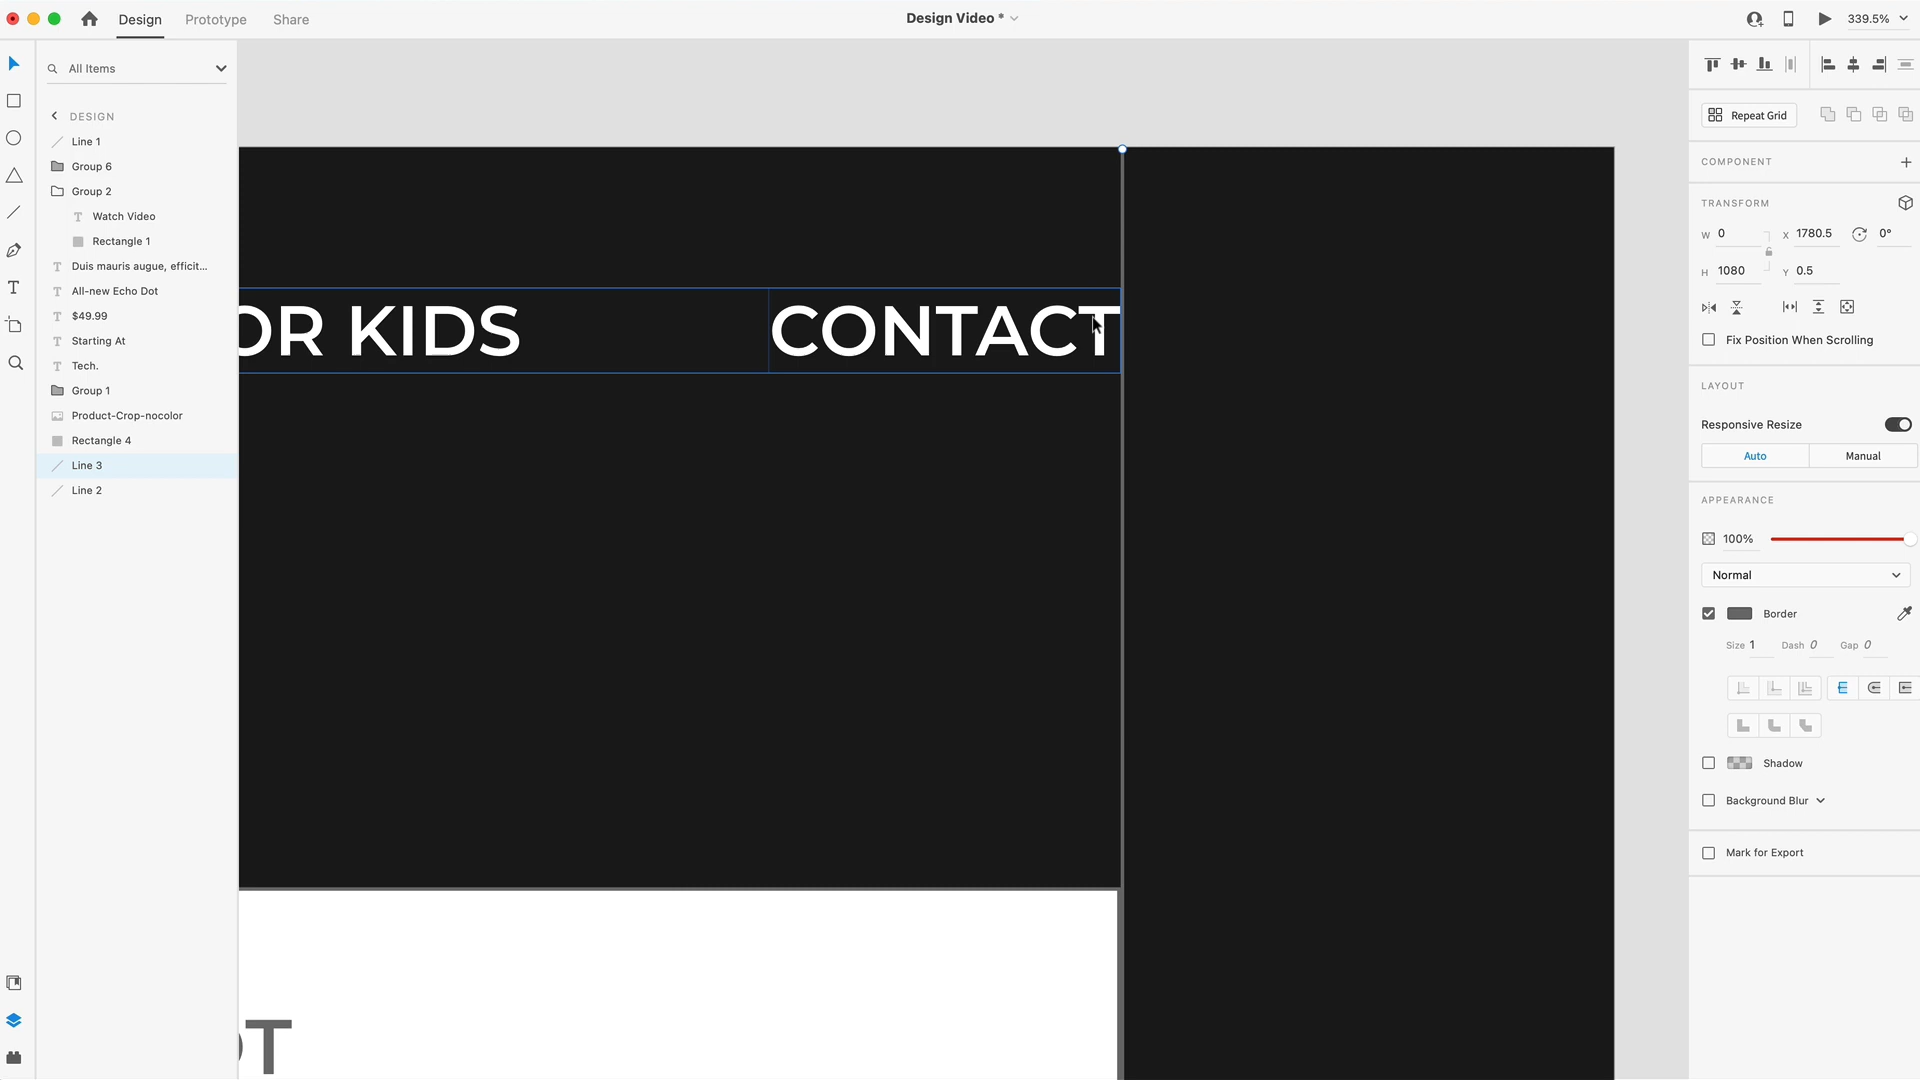 Design
Prototype
Share
Design Video *
339.5%
All Items
DESIGN
Line 1
Group 6
Group 2
Watch Video
Rectangle 1
Duis mauris augue, efficit...
All-new Echo Dot
$49.99
Starting At
Tech.
Group 1
Product-Crop-nocolor
Rectangle 4
Line 3
Line 2
OR KIDS
CONTACT
OT
Repeat Grid
COMPONENT
TRANSFORM
W 0 X 1780.5 0°
H 1080 Y 0.5
Fix Position When Scrolling
LAYOUT
Responsive Resize
Auto Manual
APPEARANCE
100%
Normal
Border
Size 1 Dash 0 Gap 0
Shadow
Background Blur
Mark for Export